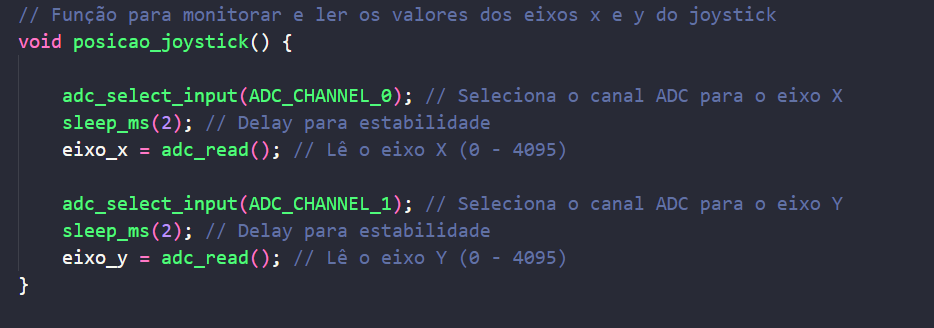 // Função para monitorar e ler os valores dos eixos x e y do joystick
void posicao_joystick() {
adc_select_input(ADC_CHANNEL_0); // Seleciona o canal ADC para o eixo X
sleep_ms(2); // Delay para estabilidade
eixo_x = adc_read(); // Lê o eixo X (0 - 4095)
adc_select_input(ADC_CHANNEL_1); // Seleciona o canal ADC para o eixo Y
sleep_ms(2); // Delay para estabilidade
eixo_y = adc_read(); // Lê o eixo Y (0 - 4095)
}